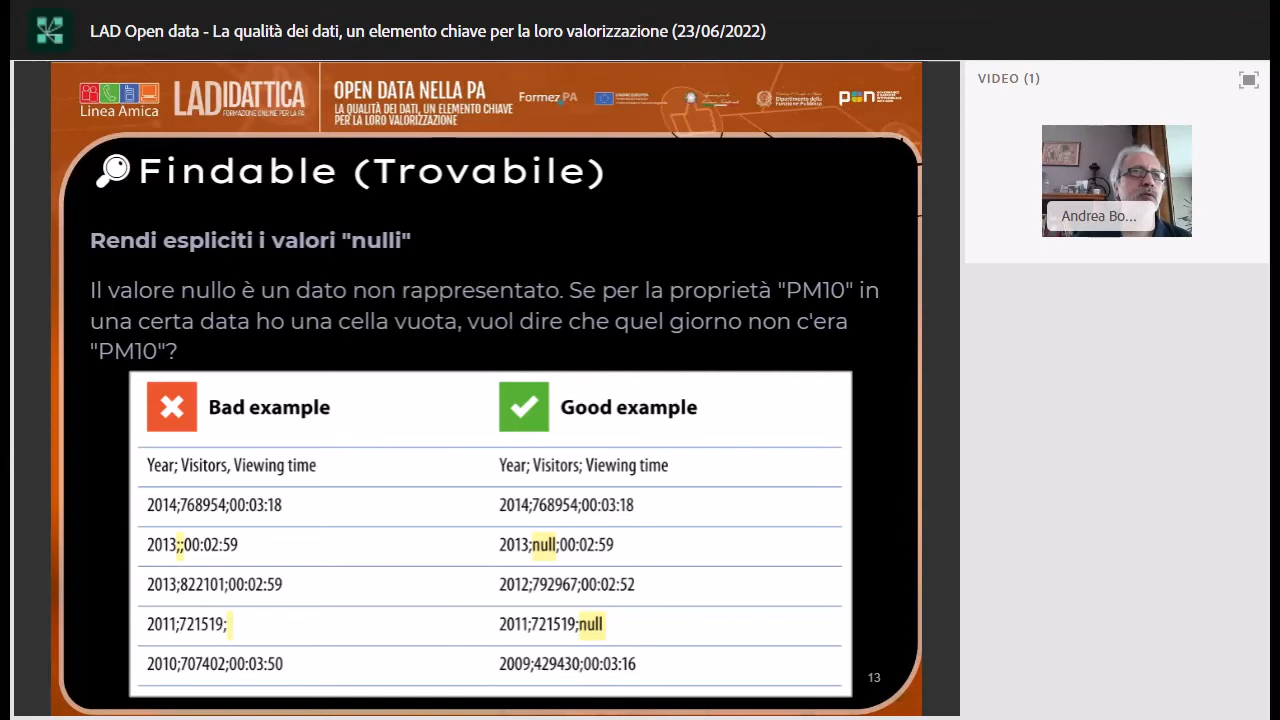 LAD Open data - La qualità dei dati, un elemento chiave per la loro valorizzazione (23/06/2022)
VIDEO (1)
Linea Amica
LADIDATTICA
FORMAZIONE ONLINE PER LA PA
OPEN DATA NELLA PA
LA QUALITÀ DEI DATI, UN ELEMENTO CHIAVE
PER LA LORO VALORIZZAZIONE
FormezPA
UNIONE EUROPEA
Dipartimento della
Funzione Pubblica
pon
Andrea Bo...
Findable (Trovabile)
Rendi espliciti i valori "nulli"
Il valore nullo è un dato non rappresentato. Se per la proprietà "PM10" in
una certa data ho una cella vuota, vuol dire che quel giorno non c'era
"PM10"?
Bad example
Year; Visitors, Viewing time
2014;768954;00:03:18
2013;;00:02:59
2013;822101;00:02:59
2011;721519;
2010;707402;00:03:50
Good example
Year; Visitors; Viewing time
2014;768954;00:03:18
2013;null;00:02:59
2012;792967;00:02:52
2011;721519;null
2009;429430;00:03:16
13